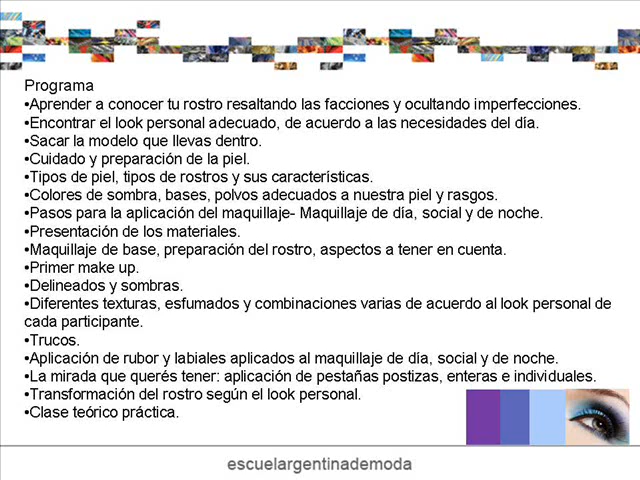 Programa
•Aprender a conocer tu rostro resaltando las facciones y ocultando imperfecciones.
•Encontrar el look personal adecuado, de acuerdo a las necesidades del día.
•Sacar la modelo que llevas dentro.
•Cuidado y preparación de la piel.
•Tipos de piel, tipos de rostros y sus características.
•Colores de sombra, bases, polvos adecuados a nuestra piel y rasgos.
•Pasos para la aplicación del maquillaje- Maquillaje de día, social y de noche.
•Presentación de los materiales.
•Maquillaje de base, preparación del rostro, aspectos a tener en cuenta.
•Primer make up.
•Delineados y sombras.
•Diferentes texturas, esfumados y combinaciones varias de acuerdo al look personal de
cada participante.
•Trucos.
•Aplicación de rubor y labiales aplicados al maquillaje de día, social y de noche.
•La mirada que querés tener: aplicación de pestañas postizas, enteras e individuales.
•Transformación del rostro según el look personal.
•Clase teórico práctica.
escuelargentinademoda